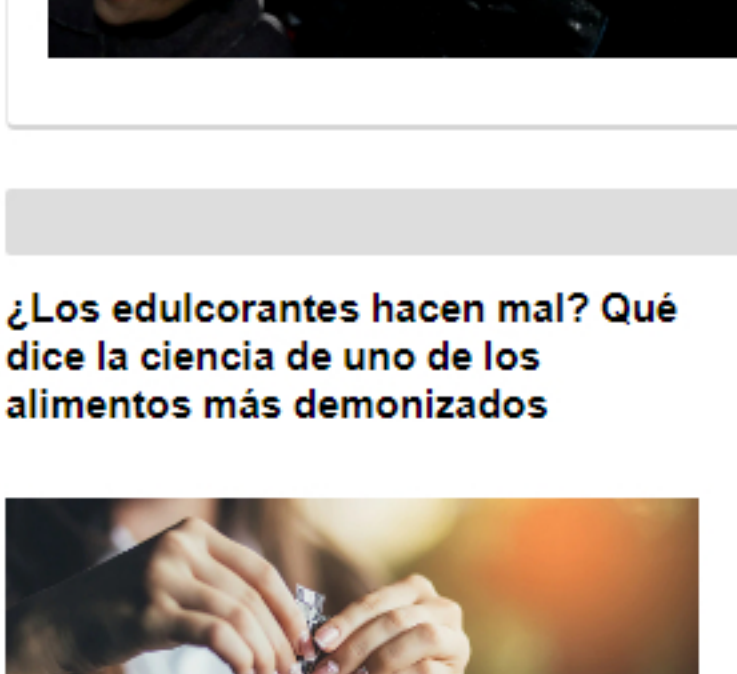 ¿Los edulcorantes hacen mal? Qué
dice la ciencia de uno de los
alimentos más demonizados